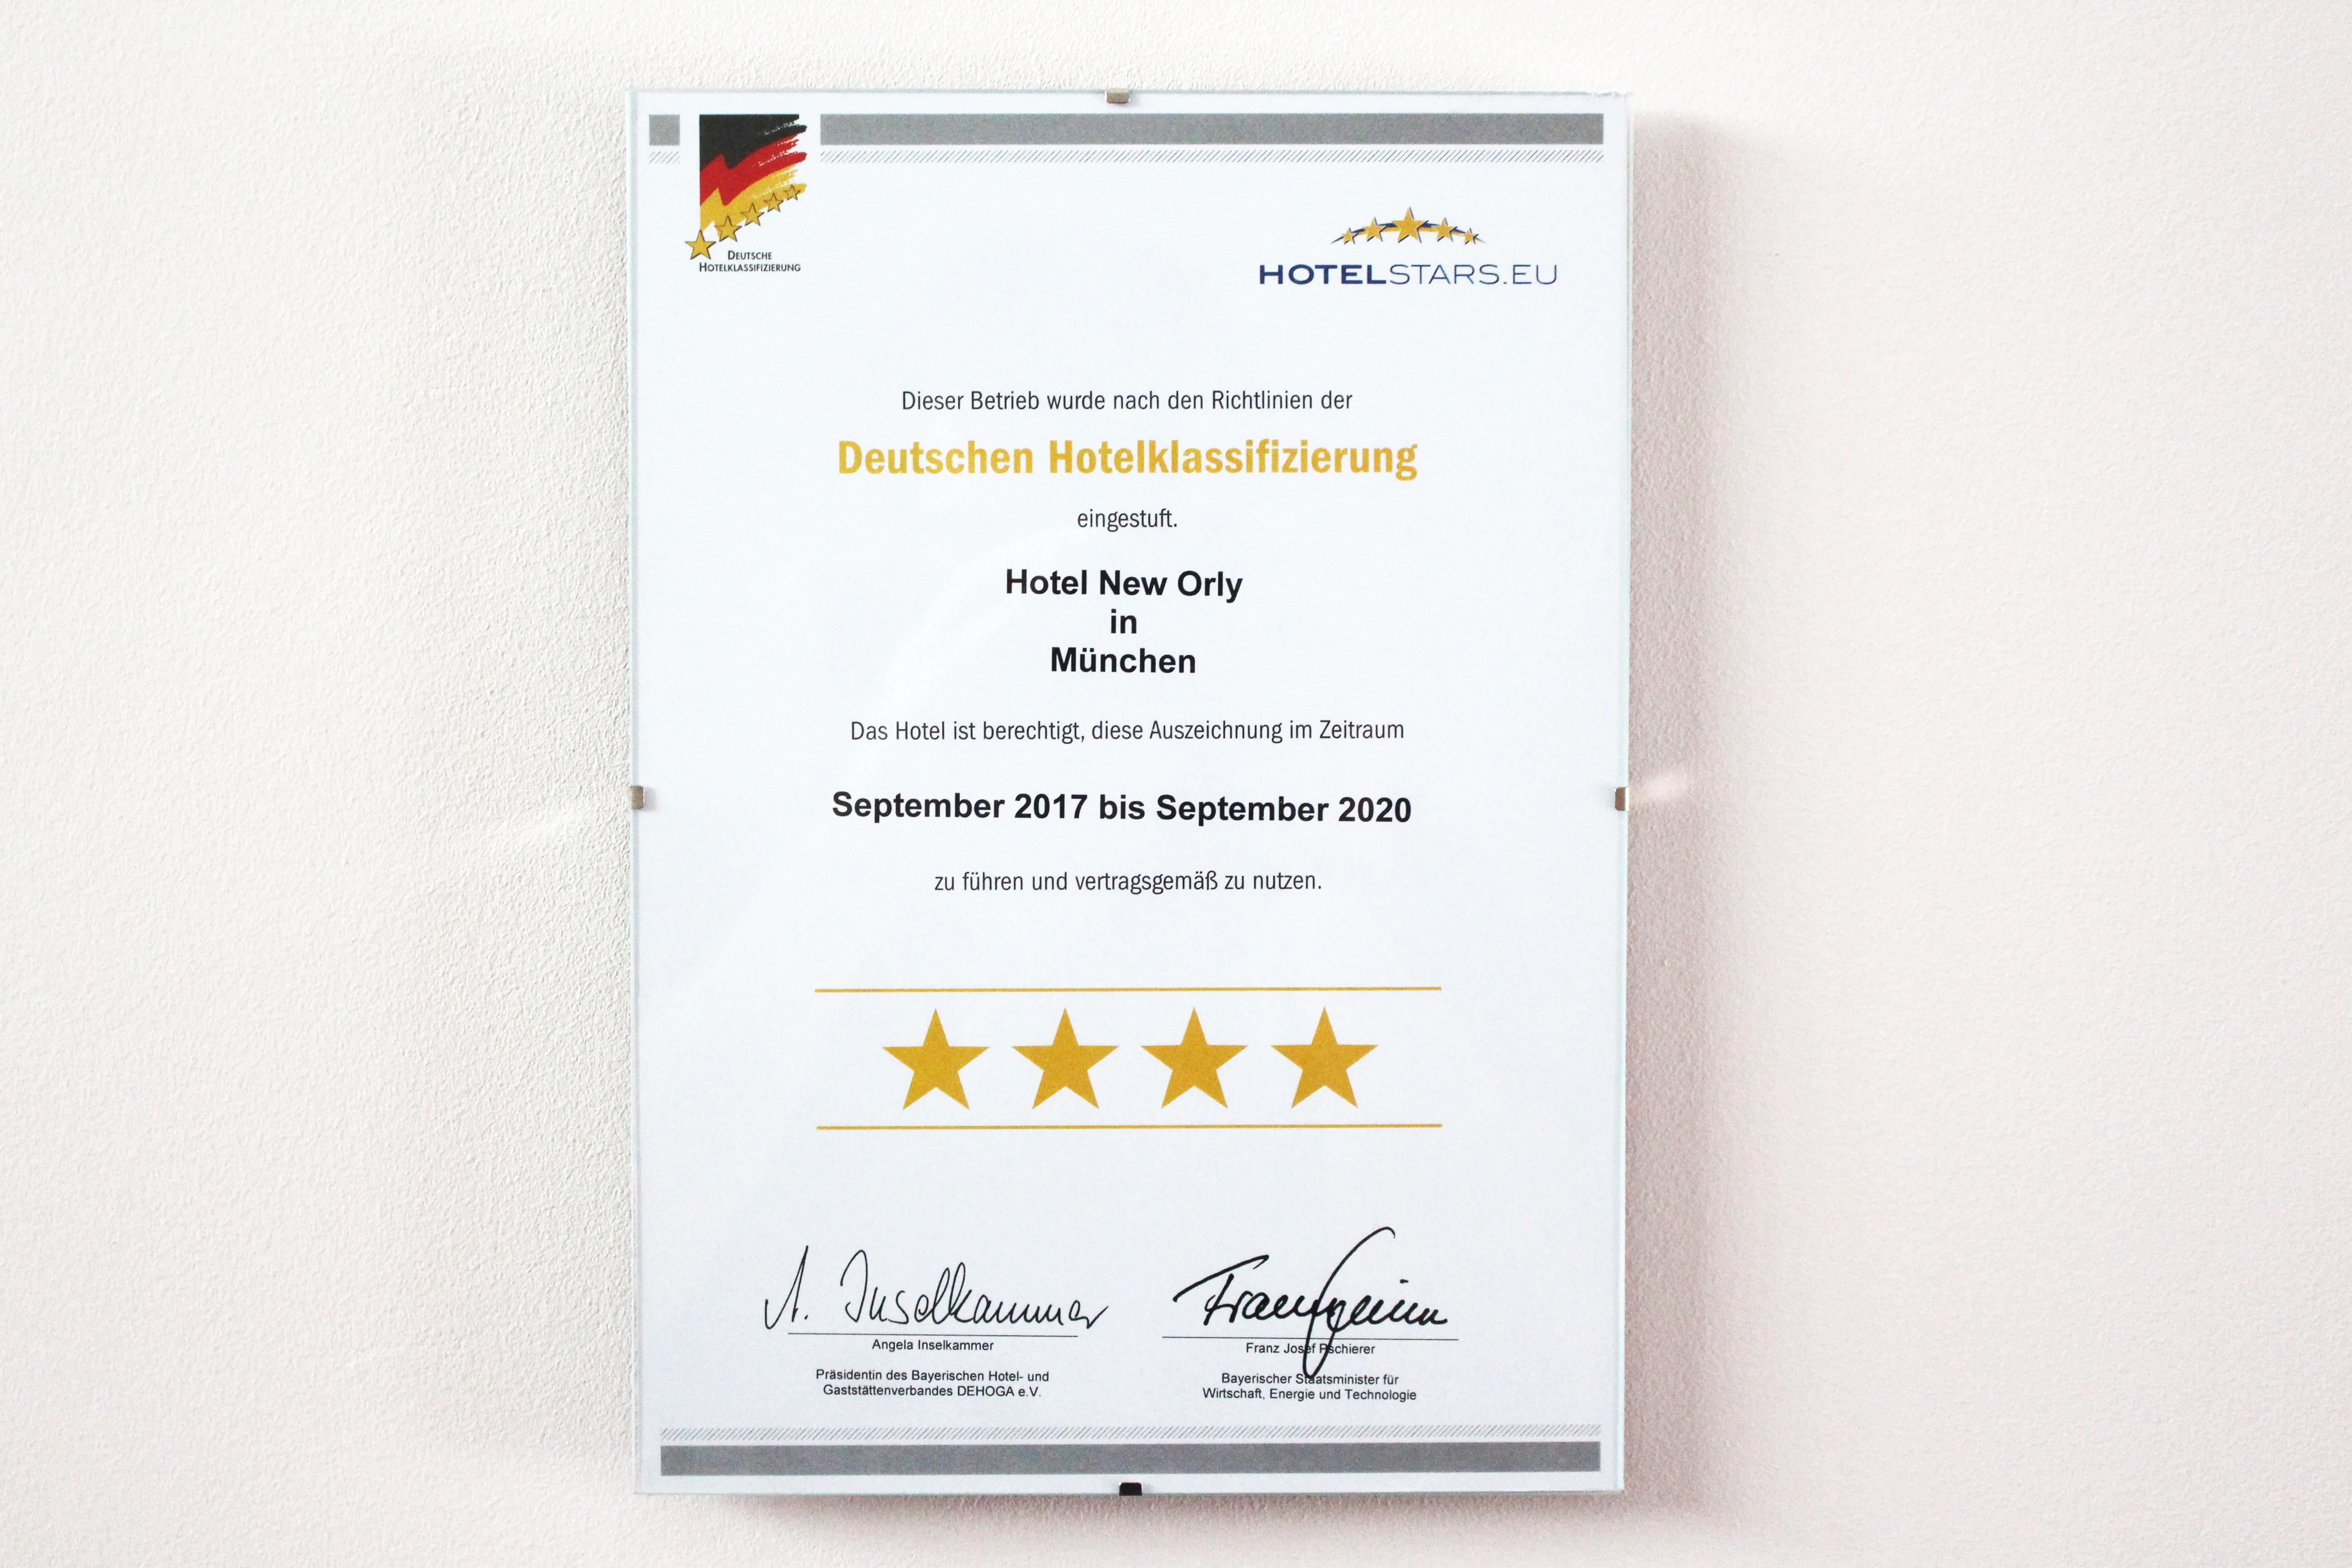 DEUTSCHE
HOTELKLASSIFIZIERUNG
HOTELSTARS.EU
Dieser Betrieb wurde nach den Richtlinien der
Deutschen Hotelklassifizierung
eingestuft.
Hotel New Orly
in
München
Das Hotel ist berechtigt, diese Auszeichnung im Zeitraum
September 2017 bis September 2020
zu führen und vertragsgemäß zu nutzen.
A. Inselkammer
Angela Inselkammer
Franz Josef Pschierer
Präsidentin des Bayerischen Hotel- und
Gaststättenverbandes DEHOGA e.V.
Bayerischer Staatsminister für
Wirtschaft, Energie und Technologie